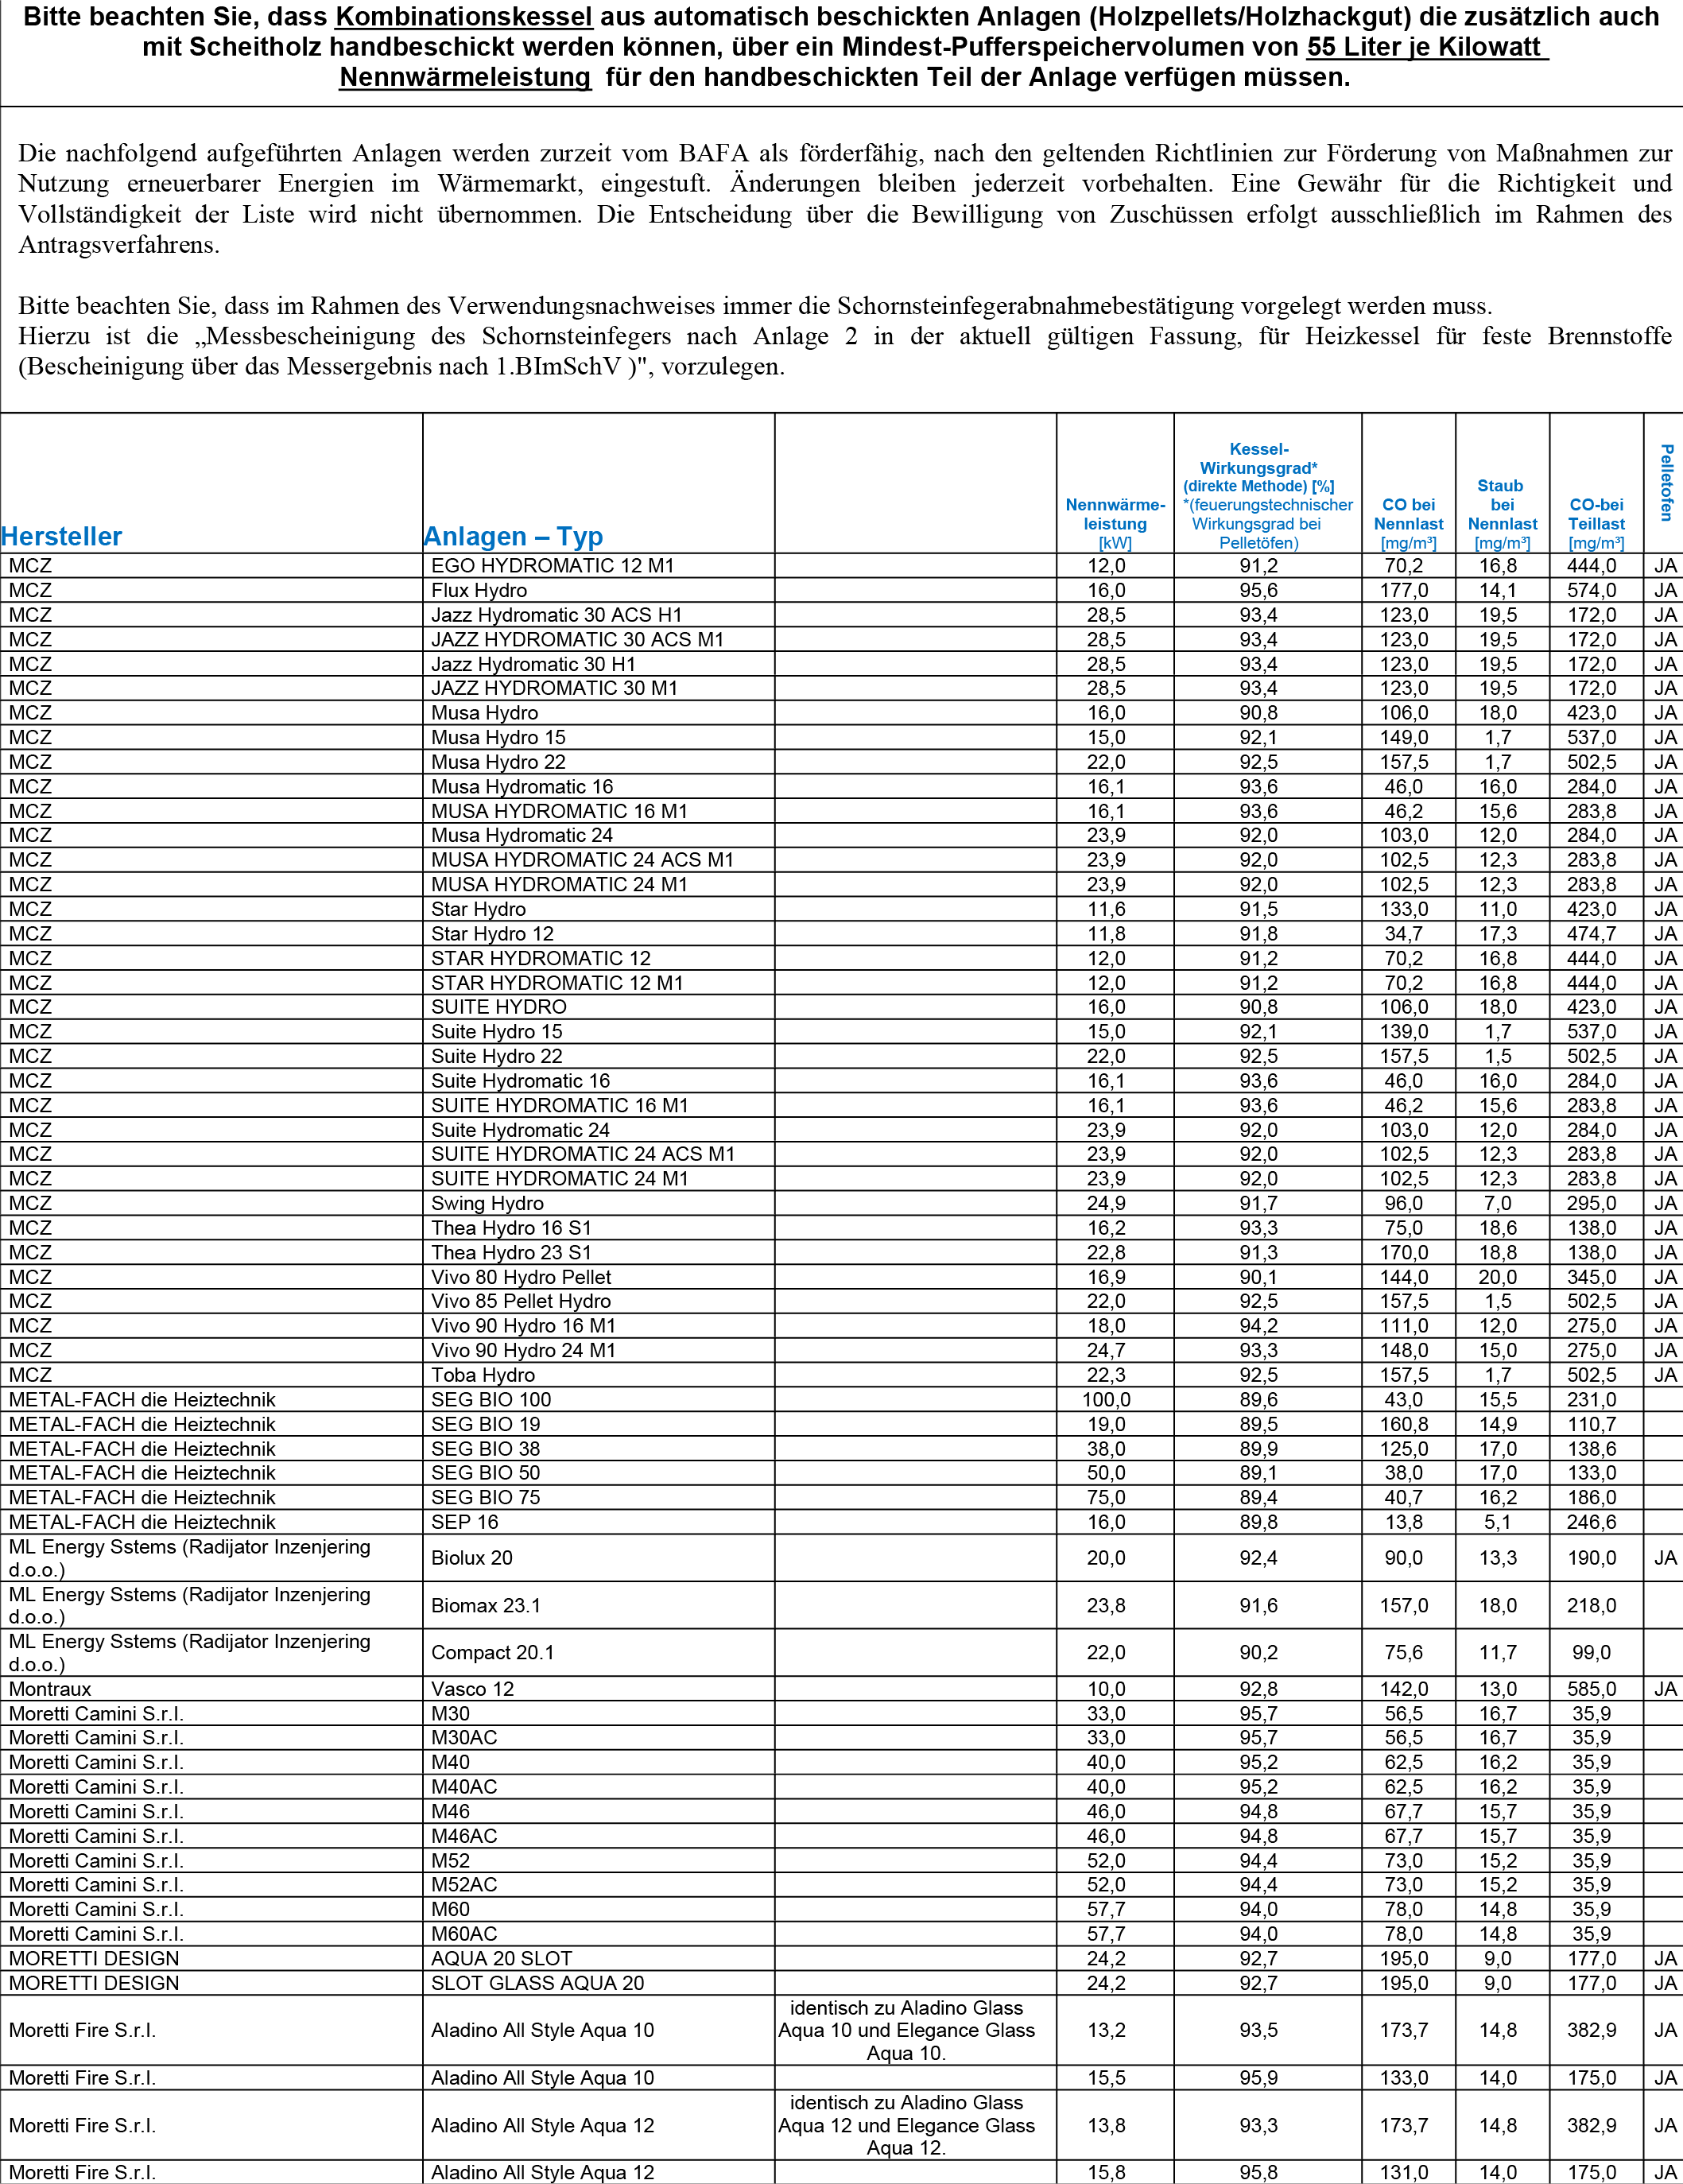 Bitte beachten Sie, dass Kombinationskessel aus automatisch beschickten Anlagen (Holzpellets/Holzhackgut) die zusätzlich auch
mit Scheitholz handbeschickt werden können, über ein Mindest-Pufferspeichervolumen von 55 Liter je Kilowatt
Nennwärmeleistung für den handbeschickten Teil der Anlage verfügen müssen.
Die nachfolgend aufgeführten Anlagen werden zurzeit vom BAFA als förderfähig, nach den geltenden Richtlinien zur Förderung von Maßnahmen zur
Nutzung erneuerbarer Energien im Wärmemarkt, eingestuft. Änderungen bleiben jederzeit vorbehalten. Eine Gewähr für die Richtigkeit und
Vollständigkeit der Liste wird nicht übernommen. Die Entscheidung über die Bewilligung von Zuschüssen erfolgt ausschließlich im Rahmen des
Antragsverfahrens.
Bitte beachten Sie, dass im Rahmen des Verwendungsnachweises immer die Schornsteinfegerabnahmebestätigung vorgelegt werden muss.
Hierzu ist die „Messbescheinigung des Schornsteinfegers nach Anlage 2 in der aktuell gültigen Fassung, für Heizkessel für feste Brennstoffe
(Bescheinigung über das Messergebnis nach 1.BImSchV )", vorzulegen.
Hersteller
Anlagen – Typ
Nennwärme-
leistung
[kW]
Kessel-
Wirkungsgrad*
(direkte Methode) [%]
*(feuerungstechnischer
Wirkungsgrad bei
Pelletöfen)
CO bei
Nennlast
[mg/m³]
Staub
bei
Nennlast
[mg/m³]
CO-bei
Teillast
[mg/m³]
Pelletofen
MCZ EGO HYDROMATIC 12 M1 12,0 91,2 70,2 16,8 444,0 JA
MCZ Flux Hydro 16,0 95,6 177,0 14,1 574,0 JA
MCZ Jazz Hydromatic 30 ACS H1 28,5 93,4 123,0 19,5 172,0 JA
MCZ JAZZ HYDROMATIC 30 ACS M1 28,5 93,4 123,0 19,5 172,0 JA
MCZ Jazz Hydromatic 30 H1 28,5 93,4 123,0 19,5 172,0 JA
MCZ JAZZ HYDROMATIC 30 M1 28,5 93,4 123,0 19,5 172,0 JA
MCZ Musa Hydro 16,0 90,8 106,0 18,0 423,0 JA
MCZ Musa Hydro 15 15,0 92,1 149,0 1,7 537,0 JA
MCZ Musa Hydro 22 22,0 92,5 157,5 1,7 502,5 JA
MCZ Musa Hydromatic 16 16,1 93,6 46,0 16,0 284,0 JA
MCZ MUSA HYDROMATIC 16 M1 16,1 93,6 46,2 15,6 283,8 JA
MCZ Musa Hydromatic 24 23,9 92,0 103,0 12,0 284,0 JA
MCZ MUSA HYDROMATIC 24 ACS M1 23,9 92,0 102,5 12,3 283,8 JA
MCZ MUSA HYDROMATIC 24 M1 23,9 92,0 102,5 12,3 283,8 JA
MCZ Star Hydro 11,6 91,5 133,0 11,0 423,0 JA
MCZ Star Hydro 12 11,8 91,8 34,7 17,3 474,7 JA
MCZ STAR HYDROMATIC 12 12,0 91,2 70,2 16,8 444,0 JA
MCZ STAR HYDROMATIC 12 M1 12,0 91,2 70,2 16,8 444,0 JA
MCZ SUITE HYDRO 16,0 90,8 106,0 18,0 423,0 JA
MCZ Suite Hydro 15 15,0 92,1 139,0 1,7 537,0 JA
MCZ Suite Hydro 22 22,0 92,5 157,5 1,5 502,5 JA
MCZ Suite Hydromatic 16 16,1 93,6 46,0 16,0 284,0 JA
MCZ SUITE HYDROMATIC 16 M1 16,1 93,6 46,2 15,6 283,8 JA
MCZ Suite Hydromatic 24 23,9 92,0 103,0 12,0 284,0 JA
MCZ SUITE HYDROMATIC 24 ACS M1 23,9 92,0 102,5 12,3 283,8 JA
MCZ SUITE HYDROMATIC 24 M1 23,9 92,0 102,5 12,3 283,8 JA
MCZ Swing Hydro 24,9 91,7 96,0 7,0 295,0 JA
MCZ Thea Hydro 16 S1 16,2 93,3 75,0 18,6 138,0 JA
MCZ Thea Hydro 23 S1 22,8 91,3 170,0 18,8 138,0 JA
MCZ Vivo 80 Hydro Pellet 16,9 90,1 144,0 20,0 345,0 JA
MCZ Vivo 85 Pellet Hydro 22,0 92,5 157,5 1,5 502,5 JA
MCZ Vivo 90 Hydro 16 M1 18,0 94,2 111,0 12,0 275,0 JA
MCZ Vivo 90 Hydro 24 M1 24,7 93,3 148,0 15,0 275,0 JA
MCZ Toba Hydro 22,3 92,5 157,5 1,7 502,5 JA
METAL-FACH die Heiztechnik SEG BIO 100 100,0 89,6 43,0 15,5 231,0
METAL-FACH die Heiztechnik SEG BIO 19 19,0 89,5 160,8 14,9 110,7
METAL-FACH die Heiztechnik SEG BIO 38 38,0 89,9 125,0 17,0 138,6
METAL-FACH die Heiztechnik SEG BIO 50 50,0 89,1 38,0 17,0 133,0
METAL-FACH die Heiztechnik SEG BIO 75 75,0 89,4 40,7 16,2 186,0
METAL-FACH die Heiztechnik SEP 16 16,0 89,8 13,8 5,1 246,6
ML Energy Sstems (Radijator Inzenjering
d.o.o.) Biolux 20 20,0 92,4 90,0 13,3 190,0 JA
ML Energy Sstems (Radijator Inzenjering
d.o.o.) Biomax 23.1 23,8 91,6 157,0 18,0 218,0
ML Energy Sstems (Radijator Inzenjering
d.o.o.) Compact 20.1 22,0 90,2 75,6 11,7 99,0
Montraux Vasco 12 10,0 92,8 142,0 13,0 585,0 JA
Moretti Camini S.r.l. M30 33,0 95,7 56,5 16,7 35,9
Moretti Camini S.r.l. M30AC 33,0 95,7 56,5 16,7 35,9
Moretti Camini S.r.l. M40 40,0 95,2 62,5 16,2 35,9
Moretti Camini S.r.l. M40AC 40,0 95,2 62,5 16,2 35,9
Moretti Camini S.r.l. M46 46,0 94,8 67,7 15,7 35,9
Moretti Camini S.r.l. M46AC 46,0 94,8 67,7 15,7 35,9
Moretti Camini S.r.l. M52 52,0 94,4 73,0 15,2 35,9
Moretti Camini S.r.l. M52AC 52,0 94,4 73,0 15,2 35,9
Moretti Camini S.r.l. M60 57,7 94,0 78,0 14,8 35,9
Moretti Camini S.r.l. M60AC 57,7 94,0 78,0 14,8 35,9
MORETTI DESIGN AQUA 20 SLOT 24,2 92,7 195,0 9,0 177,0 JA
MORETTI DESIGN SLOT GLASS AQUA 20 24,2 92,7 195,0 9,0 177,0 JA
identisch zu Aladino Glass
Moretti Fire S.r.l. Aladino All Style Aqua 10 Aqua 10 und Elegance Glass 13,2 93,5 173,7 14,8 382,9 JA
Aqua 10.
Moretti Fire S.r.l. Aladino All Style Aqua 10 15,5 95,9 133,0 14,0 175,0 JA
identisch zu Aladino Glass
Moretti Fire S.r.l. Aladino All Style Aqua 12 Aqua 12 und Elegance Glass 13,8 93,3 173,7 14,8 382,9 JA
Aqua 12.
Moretti Fire S.r.l. Aladino All Style Aqua 12 15,8 95,8 131,0 14,0 175,0 JA